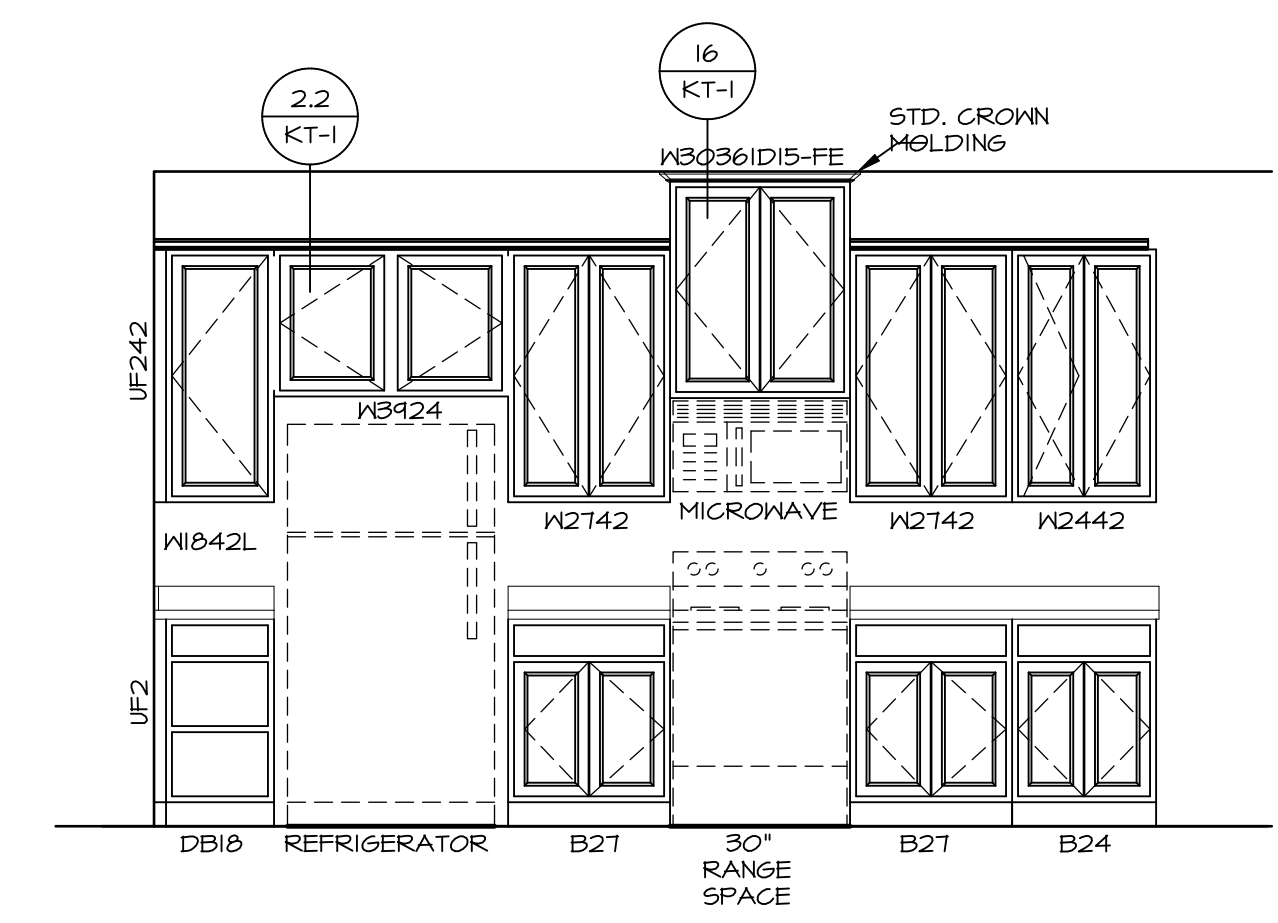 16
KT-1
2.2
KT-1
STD. CROWN
MOLDING
W30361D15-FE
UF242
W3924
W1842L
W2742
MICROWAVE
W2742
W2442
UF2
DB18
REFRIGERATOR
B27
30"
RANGE
SPACE
B27
B24